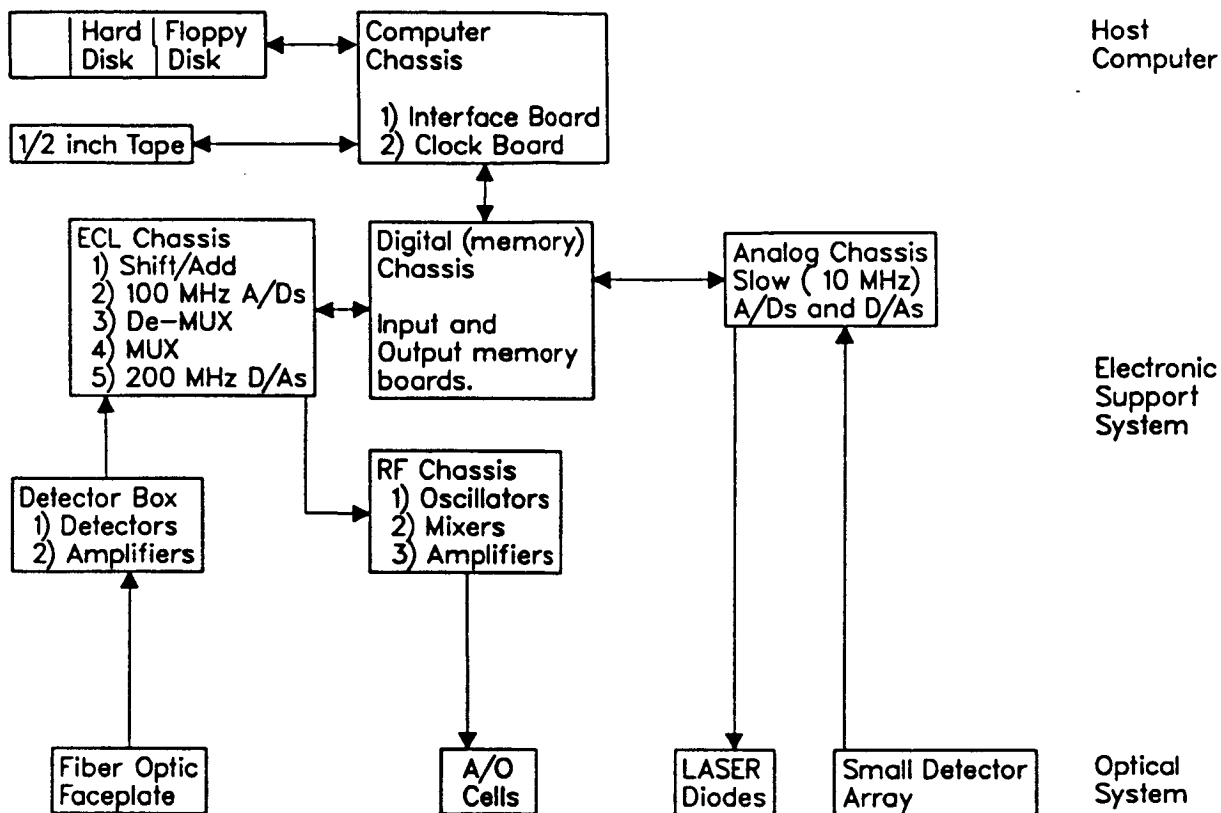 Hard Floppy
Disk Disk
Computer
Chassis
1) Interface Board
2) Clock Board
Host
Computer
1/2 inch Tape
ECL Chassis
1) Shift/Add
2) 100 MHz A/Ds
3) De-MUX
4) MUX
5) 200 MHz D/As
Digital (memory)
Chassis
Input and
Output memory
boards.
Analog Chassis
Slow ( 10 MHz)
A/Ds and D/As
Electronic
Support
System
Detector Box
1) Detectors
2) Amplifiers
RF Chassis
1) Oscillators
2) Mixers
3) Amplifiers
Fiber Optic
Faceplate
A/O
Cells
LASER
Diodes
Small Detector
Array
Optical
System